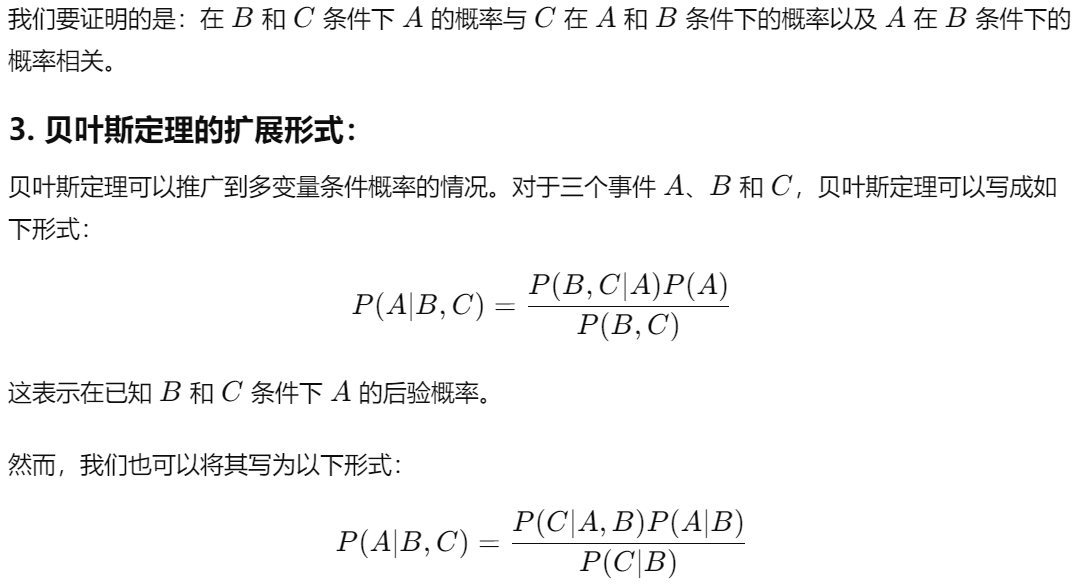 我们要证明的是：在 B 和 C 条件下 A 的概率与 C 在 A 和 B 条件下的概率以及 A 在 B 条件下的
概率相关。
3. 贝叶斯定理的扩展形式：
贝叶斯定理可以推广到多变量条件概率的情况。对于三个事件 A、B 和 C，贝叶斯定理可以写成如
下形式：
P(A|B, C) = \frac{P(B, C|A)P(A)}{P(B, C)}
这表示在已知 B 和 C 条件下 A 的后验概率。
然而，我们也可以将其写为以下形式：
P(A|B, C) = \frac{P(C|A, B)P(A|B)}{P(C|B)}